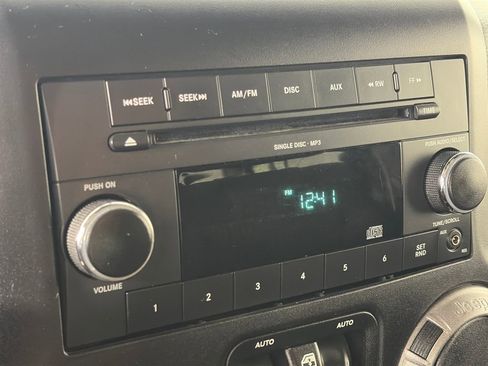 ⏮SEEK SEEK⏭ AM/FM DISC AUX ◀◀ RW FF ▶▶
TIME
SINGLE DISC · MP3
PUSH AUDIO/SELECT
PUSH ON
PM
12:41
VOLUME
TUNE/SCROLL
AUX
1 2 3 4 5 6 SET
RND
AUTO AUTO